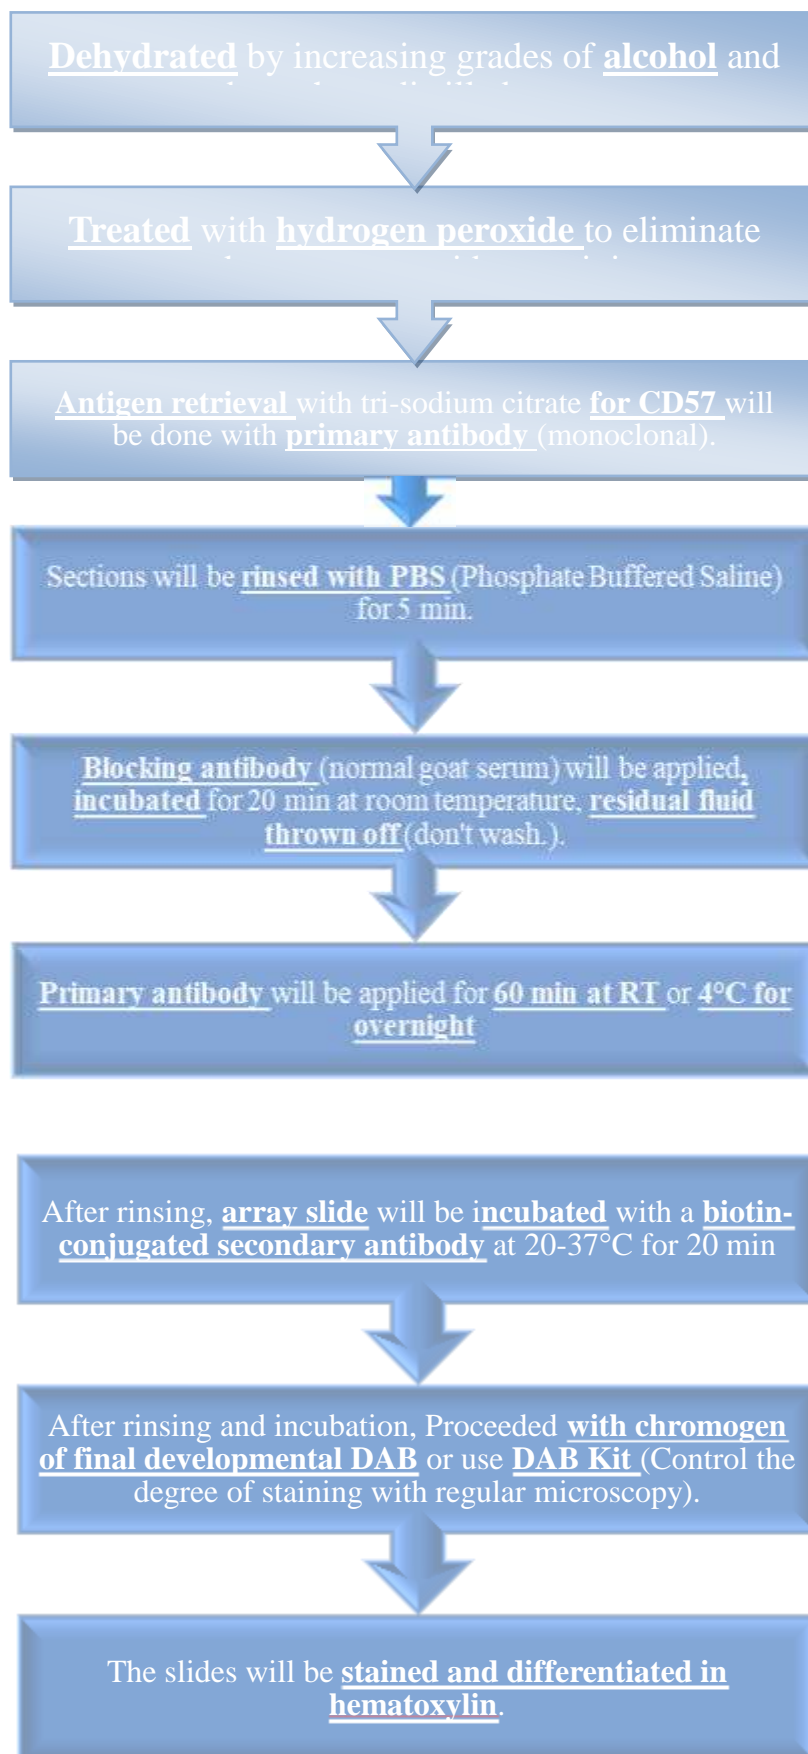 Dehydrated by increasing grades of alcohol and
Treated with hydrogen peroxide to eliminate
Antigen retrieval with tri-sodium citrate for CD57 will
be done with primary antibody (monoclonal).
Sections will be rinsed with PBS (Phosphate Buffered Saline)
for 5 min.
Blocking antibody (normal goat serum) will be applied,
incubated for 20 min at room temperature, residual fluid
thrown off (don't wash.).
Primary antibody will be applied for 60 min at RT or 4°C for
overnight
After rinsing, array slide will be incubated with a biotin-
conjugated secondary antibody at 20-37°C for 20 min
After rinsing and incubation, Proceeded with chromogen
of final developmental DAB or use DAB Kit (Control the
degree of staining with regular microscopy).
The slides will be stained and differentiated in
hematoxylin.